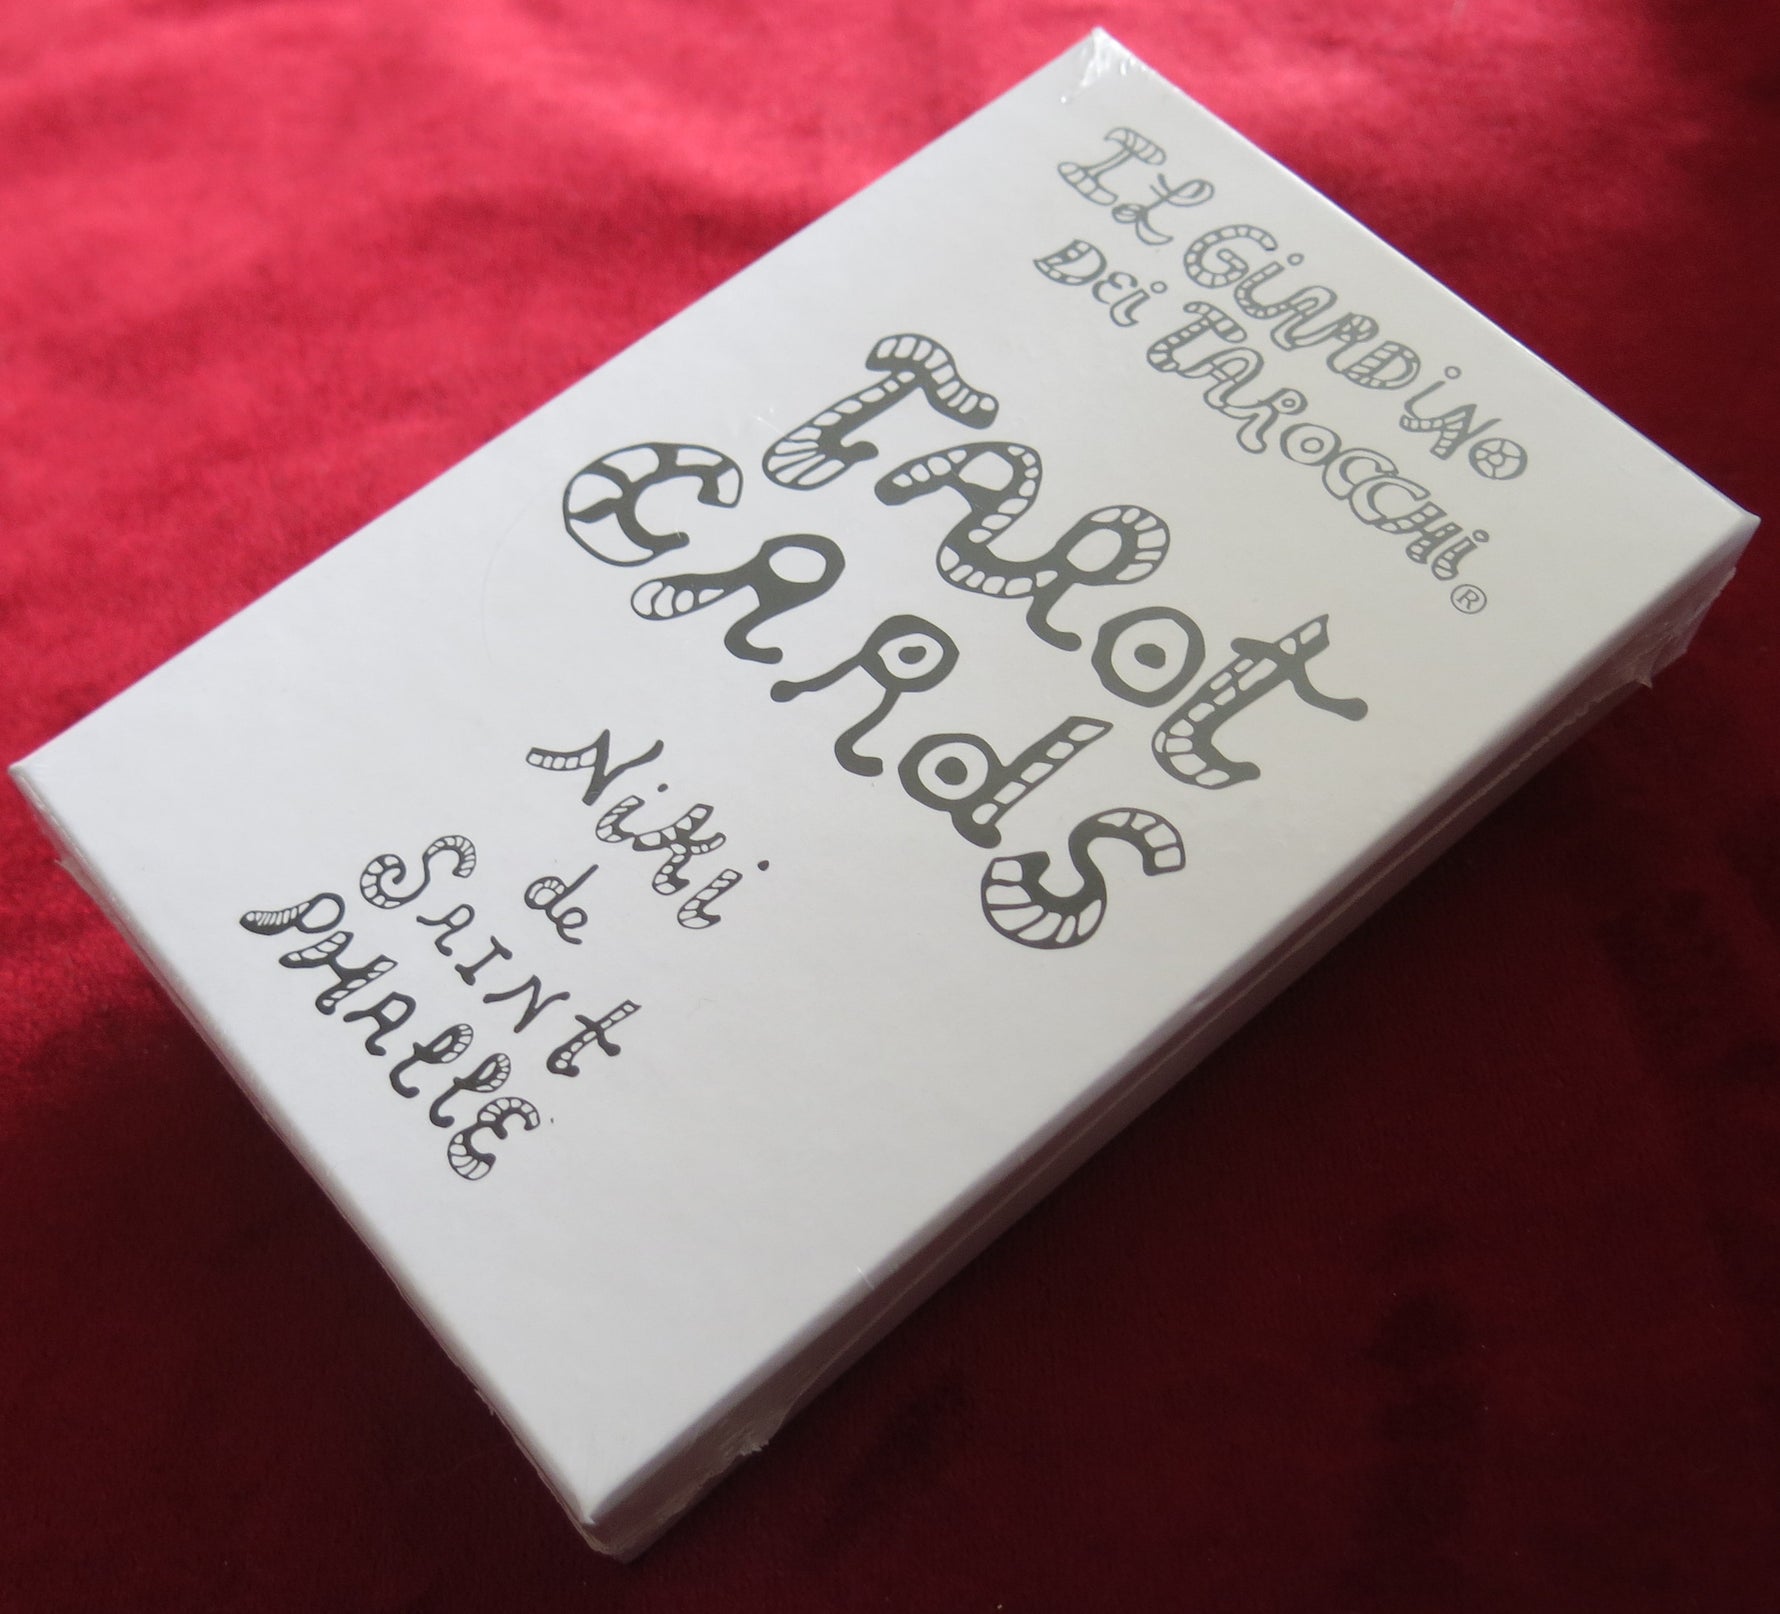 IL GiARDiNO
DEi TAROCCHi ®
TARot
CARds
Niki
de
SAINt
PHAllE